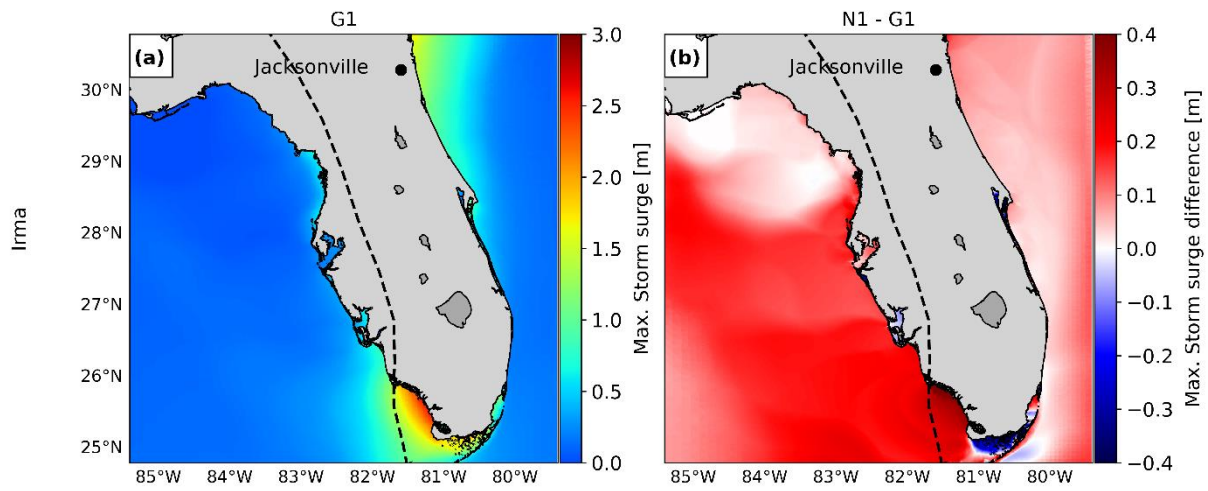 G1
N1 - G1
Irma
(a)
Jacksonville
30°N
29°N
28°N
27°N
26°N
25°N
85°W 84°W 83°W 82°W 81°W 80°W
3.0
2.5
2.0
1.5
1.0
0.5
0.0
Max. Storm surge [m]
(b)
Jacksonville
85°W 84°W 83°W 82°W 81°W 80°W
0.4
0.3
0.2
0.1
0.0
−0.1
−0.2
−0.3
−0.4
Max. Storm surge difference [m]